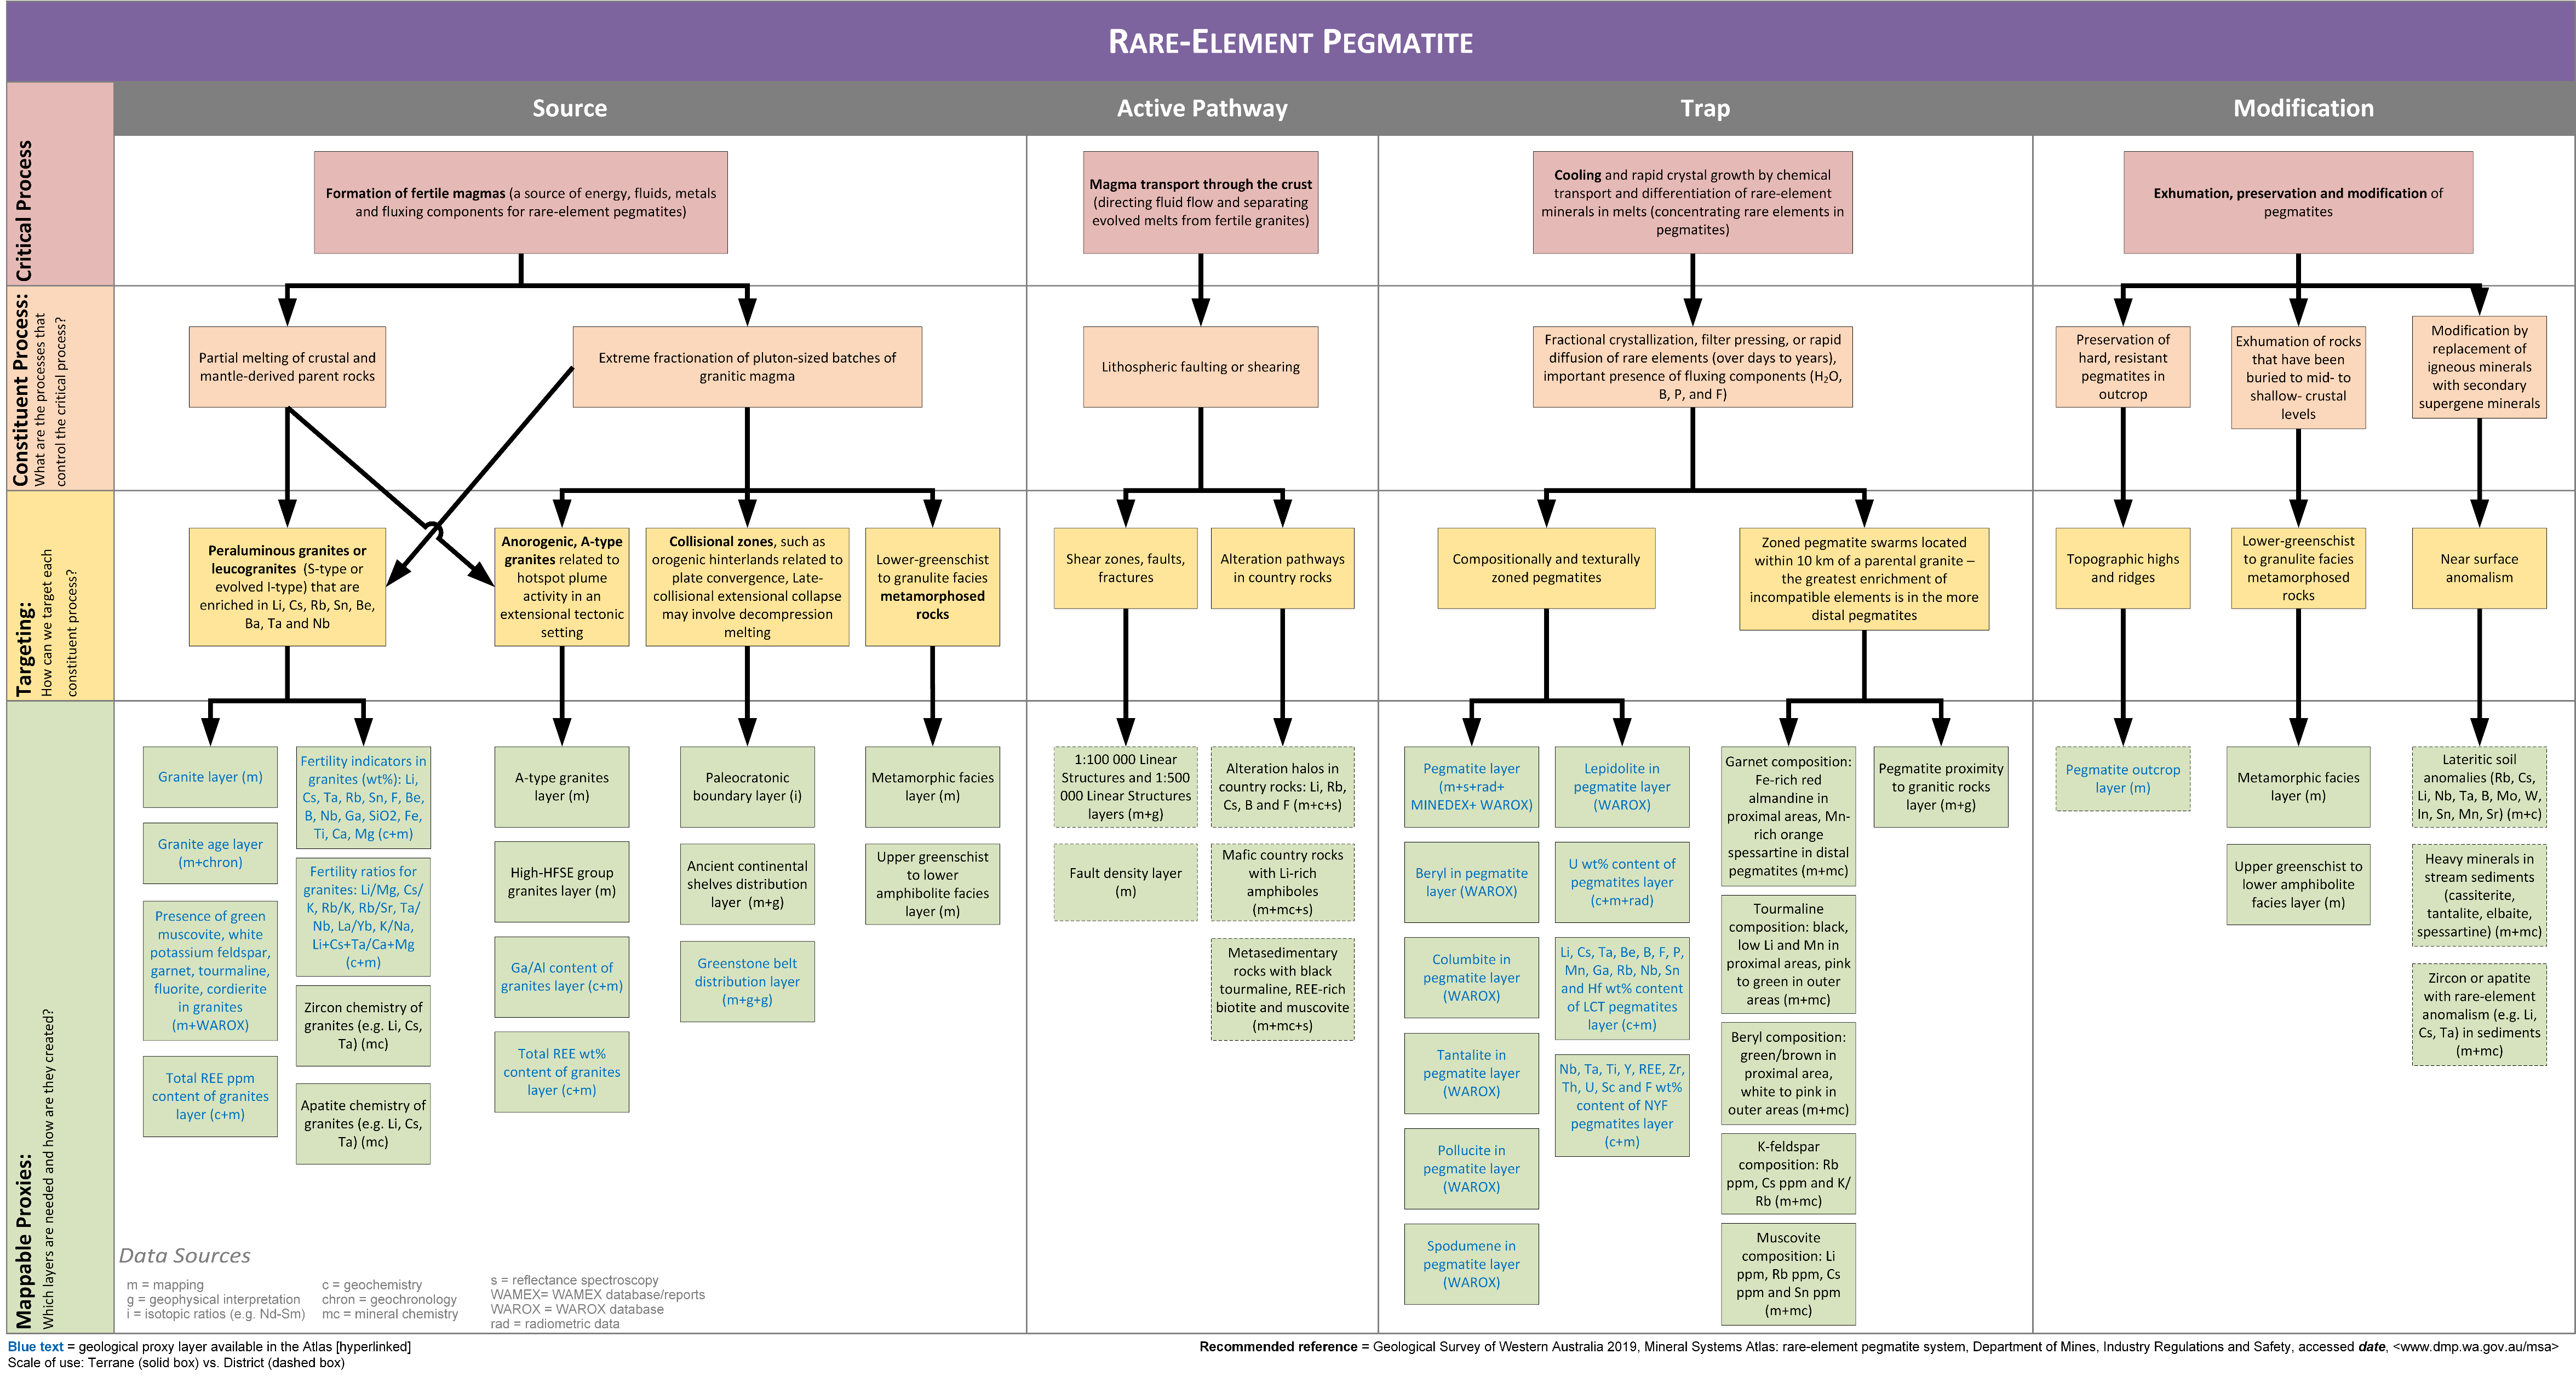 RARE-ELEMENT PEGMATITE
Source
Active Pathway
Trap
Modification
Critical Process
Formation of fertile magmas (a source of energy, fluids, metals
and fluxing components for rare-element pegmatites)
Magma transport through the crust
(directing fluid flow and separating
evolved melts from fertile granites)
Cooling and rapid crystal growth by chemical
transport and differentiation of rare-element
minerals in melts (concentrating rare elements in
pegmatites)
Exhumation, preservation and modification of
pegmatites
Constituent Process:
What are the processes that
control the critical process?
Partial melting of crustal and
mantle-derived parent rocks
Extreme fractionation of pluton-sized batches of
granitic magma
Lithospheric faulting or shearing
Fractional crystallization, filter pressing, or rapid
diffusion of rare elements (over days to years),
important presence of fluxing components (H₂O,
B, P, and F)
Preservation of
hard, resistant
pegmatites in
outcrop
Exhumation of rocks
that have been
buried to mid- to
shallow- crustal
levels
Modification by
replacement of
igneous minerals
with secondary
supergene minerals
Targeting:
How can we target each
constituent process?
Peraluminous granites or
leucogranites (S-type or
evolved I-type) that are
enriched in Li, Cs, Rb, Sn, Be,
Ba, Ta and Nb
Anorogenic, A-type
granites related to
hotspot plume
activity in an
extensional tectonic
setting
Collisional zones, such as
orogenic hinterlands related to
plate convergence, Late-
collisional extensional collapse
may involve decompression
melting
Lower-greenschist
to granulite facies
metamorphosed
rocks
Shear zones, faults,
fractures
Alteration pathways
in country rocks
Compositionally and texturally
zoned pegmatites
Zoned pegmatite swarms located
within 10 km of a parental granite –
the greatest enrichment of
incompatible elements is in the more
distal pegmatites
Topographic highs
and ridges
Lower-greenschist
to granulite facies
metamorphosed
rocks
Near surface
anomalism
Mappable Proxies:
Which layers are needed and how are they created?
Granite layer (m)
Granite age layer
(m+chron)
Presence of green
muscovite, white
potassium feldspar,
garnet, tourmaline,
fluorite, cordierite
in granites
(m+WAROX)
Total REE ppm
content of granites
layer (c+m)
Fertility indicators in
granites (wt%): Li,
Cs, Ta, Rb, Sn, F, Be,
B, Nb, Ga, SiO2, Fe,
Ti, Ca, Mg (c+m)
Fertility ratios for
granites: Li/Mg, Cs/
K, Rb/K, Rb/Sr, Ta/
Nb, La/Yb, K/Na,
Li+Cs+Ta/Ca+Mg
(c+m)
Zircon chemistry of
granites (e.g. Li, Cs,
Ta) (mc)
Apatite chemistry of
granites (e.g. Li, Cs,
Ta) (mc)
A-type granites
layer (m)
High-HFSE group
granites layer (m)
Ga/Al content of
granites layer (c+m)
Total REE wt%
content of granites
layer (c+m)
Paleocratonic
boundary layer (i)
Ancient continental
shelves distribution
layer (m+g)
Greenstone belt
distribution layer
(m+g+g)
Metamorphic facies
layer (m)
Upper greenschist
to lower
amphibolite facies
layer (m)
1:100 000 Linear
Structures and 1:500
000 Linear Structures
layers (m+g)
Fault density layer
(m)
Alteration halos in
country rocks: Li, Rb,
Cs, B and F (m+c+s)
Mafic country rocks
with Li-rich
amphiboles
(m+mc+s)
Metasedimentary
rocks with black
tourmaline, REE-rich
biotite and muscovite
(m+mc+s)
Pegmatite layer
(m+s+rad+
MINEDEX+ WAROX)
Beryl in pegmatite
layer (WAROX)
Columbite in
pegmatite layer
(WAROX)
Tantalite in
pegmatite layer
(WAROX)
Pollucite in
pegmatite layer
(WAROX)
Spodumene in
pegmatite layer
(WAROX)
Lepidolite in
pegmatite layer
(WAROX)
U wt% content of
pegmatites layer
(c+m+rad)
Li, Cs, Ta, Be, B, F, P,
Mn, Ga, Rb, Nb, Sn
and Hf wt% content
of LCT pegmatites
layer (c+m)
Nb, Ta, Ti, Y, REE, Zr,
Th, U, Sc and F wt%
content of NYF
pegmatites layer
(c+m)
Garnet composition:
Fe-rich red
almandine in
proximal areas, Mn-
rich orange
spessartine in distal
pegmatites (m+mc)
Tourmaline
composition: black,
low Li and Mn in
proximal areas, pink
to green in outer
areas (m+mc)
Beryl composition:
green/brown in
proximal area,
white to pink in
outer areas (m+mc)
K-feldspar
composition: Rb
ppm, Cs ppm and K/
Rb (m+mc)
Muscovite
composition: Li
ppm, Rb ppm, Cs
ppm and Sn ppm
(m+mc)
Pegmatite proximity
to granitic rocks
layer (m+g)
Pegmatite outcrop
layer (m)
Metamorphic facies
layer (m)
Upper greenschist to
lower amphibolite
facies layer (m)
Lateritic soil
anomalies (Rb, Cs,
Li, Nb, Ta, B, Mo, W,
In, Sn, Mn, Sr) (m+c)
Heavy minerals in
stream sediments
(cassiterite,
tantalite, elbaite,
spessartine) (m+mc)
Zircon or apatite
with rare-element
anomalism (e.g. Li,
Cs, Ta) in sediments
(m+mc)
Data Sources
m = mapping
g = geophysical interpretation
i = isotopic ratios (e.g. Nd-Sm)
c = geochemistry
chron = geochronology
mc = mineral chemistry
s = reflectance spectroscopy
WAMEX= WAMEX database/reports
WAROX = WAROX database
rad = radiometric data
Blue text = geological proxy layer available in the Atlas [hyperlinked]
Scale of use: Terrane (solid box) vs. District (dashed box)
Recommended reference = Geological Survey of Western Australia 2019, Mineral Systems Atlas: rare-element pegmatite system, Department of Mines, Industry Regulations and Safety, accessed date, <www.dmp.wa.gov.au/msa>